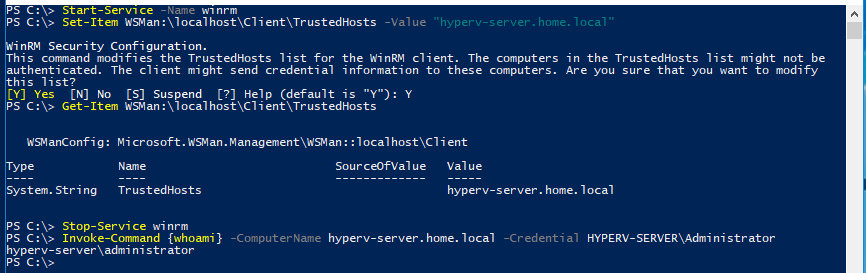 PS C:\> Start-Service -Name winrm
PS C:\> Set-Item WSMan:\localhost\Client\TrustedHosts -Value "hyperv-server.home.local"
WinRM Security Configuration.
This command modifies the TrustedHosts list for the WinRM client. The computers in the TrustedHosts list might not be
authenticated. The client might send credential information to these computers. Are you sure that you want to modify
this list?
[Y] Yes  [N] No  [S] Suspend  [?] Help (default is "Y"): Y
PS C:\> Get-Item WSMan:\localhost\Client\TrustedHosts
WSManConfig: Microsoft.WSMan.Management\WSMan::localhost\Client
Type            Name                           SourceOfValue   Value
----            ----                           -------------   -----
System.String   TrustedHosts                                   hyperv-server.home.local
PS C:\> Stop-Service winrm
PS C:\> Invoke-Command {whoami} -ComputerName hyperv-server.home.local -Credential HYPERV-SERVER\Administrator
hyperv-server\administrator
PS C:\>